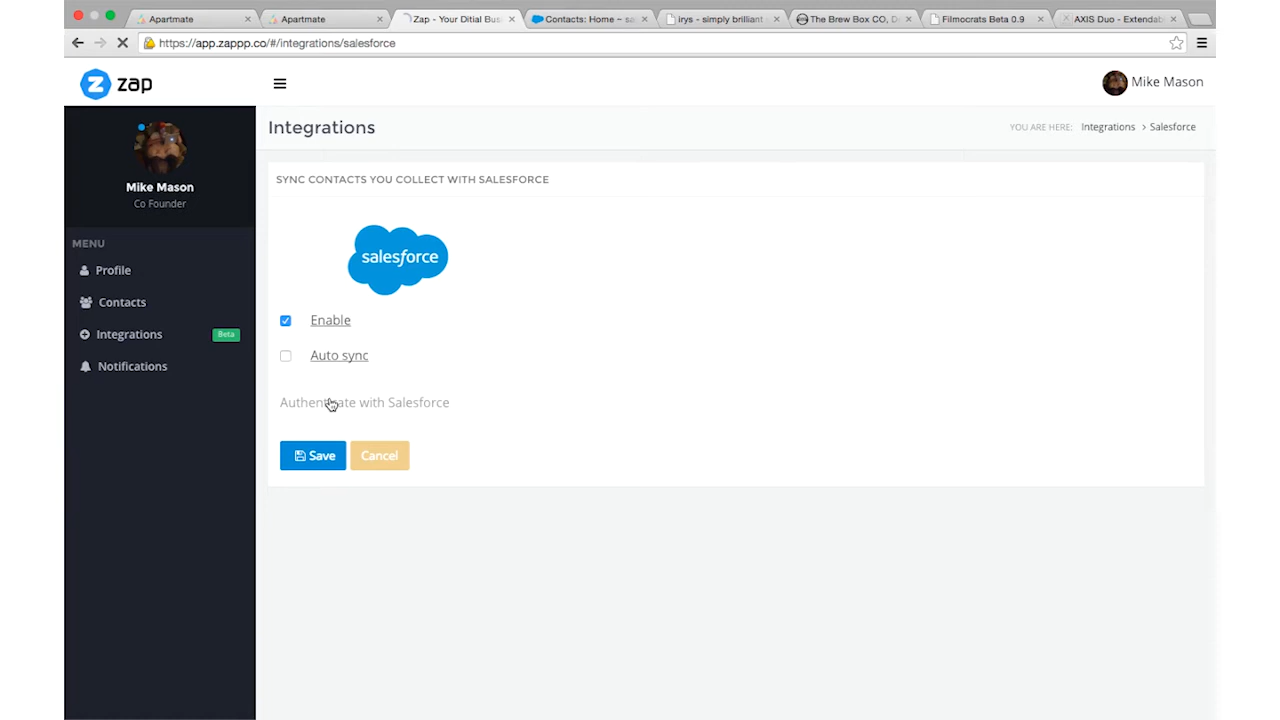 Apartmate
Apartmate
Zap - Your Ditial Bus
Contacts: Home ~ sa
irys - simply brilliant
The Brew Box CO, D
Filmocrats Beta 0.9
AXIS Duo - Extendab
https://app.zappp.co/#/integrations/salesforce
zap
Mike Mason
Mike Mason
Co Founder
MENU
Profile
Contacts
Integrations Beta
Notifications
Integrations
YOU ARE HERE: Integrations > Salesforce
SYNC CONTACTS YOU COLLECT WITH SALESFORCE
salesforce
Enable
Auto sync
Authenticate with Salesforce
Save Cancel